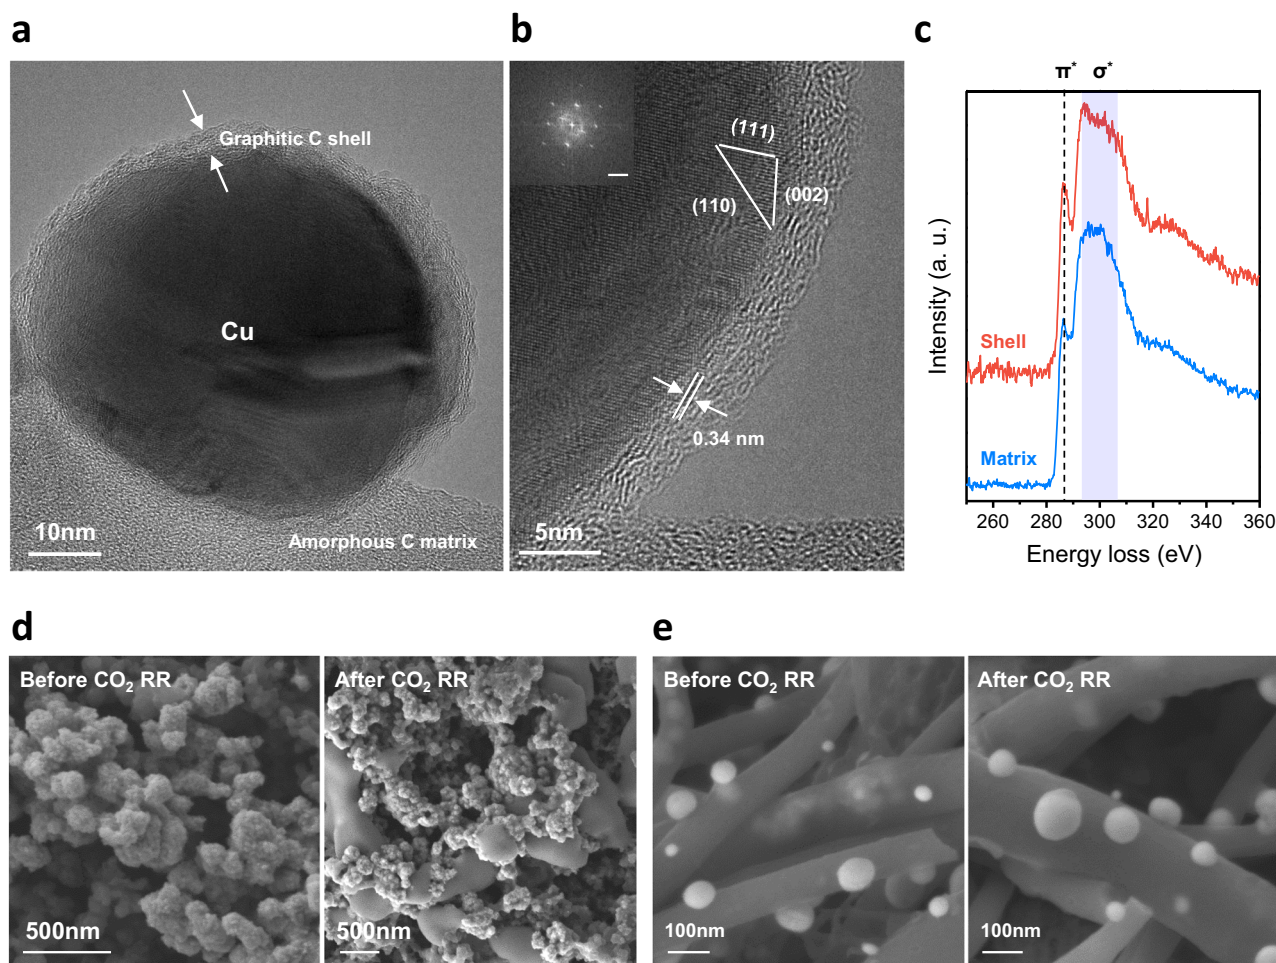 a
Graphitic C shell
Cu
10nm
Amorphous C matrix
b
(111)
(110)
(002)
0.34 nm
5nm
c
π* σ*
Intensity (a. u.)
Shell
Matrix
260 280 300 320 340 360
Energy loss (eV)
d
Before CO₂ RR
500nm
After CO₂ RR
500nm
e
Before CO₂ RR
100nm
After CO₂ RR
100nm